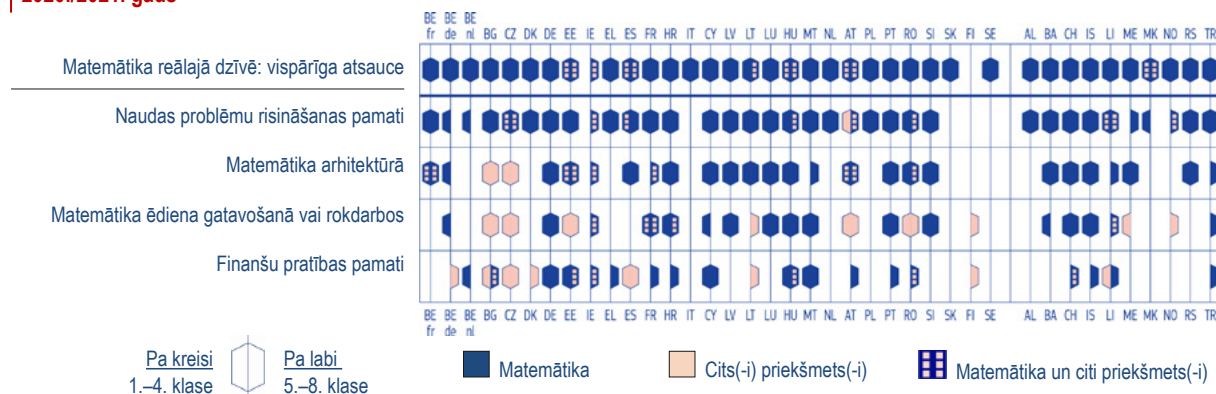 BE BE BE
fr de nl BG CZ DK DE EE IE EL ES FR HR IT CY LV LT LU HU MT NL AT PL PT RO SI SK FI SE AL BA CH IS LI ME MK NO RS TR
Matemātika reālajā dzīvē: vispārīga atsauce
Naudas problēmu risināšanas pamati
Matemātika arhitektūrā
Matemātika ēdiena gatavošanā vai rokdarbos
Finanšu pratības pamati
BE BE BE BG CZ DK DE EE IE EL ES FR HR IT CY LV LT LU HU MT NL AT PL PT RO SI SK FI SE AL BA CH IS LI ME MK NO RS TR
fr de nl
Pa kreisi Pa labi
1.–4. klase 5.–8. klase
Matemātika Cits(-i) priekšmets(-i) Matemātika un citi priekšmets(-i)